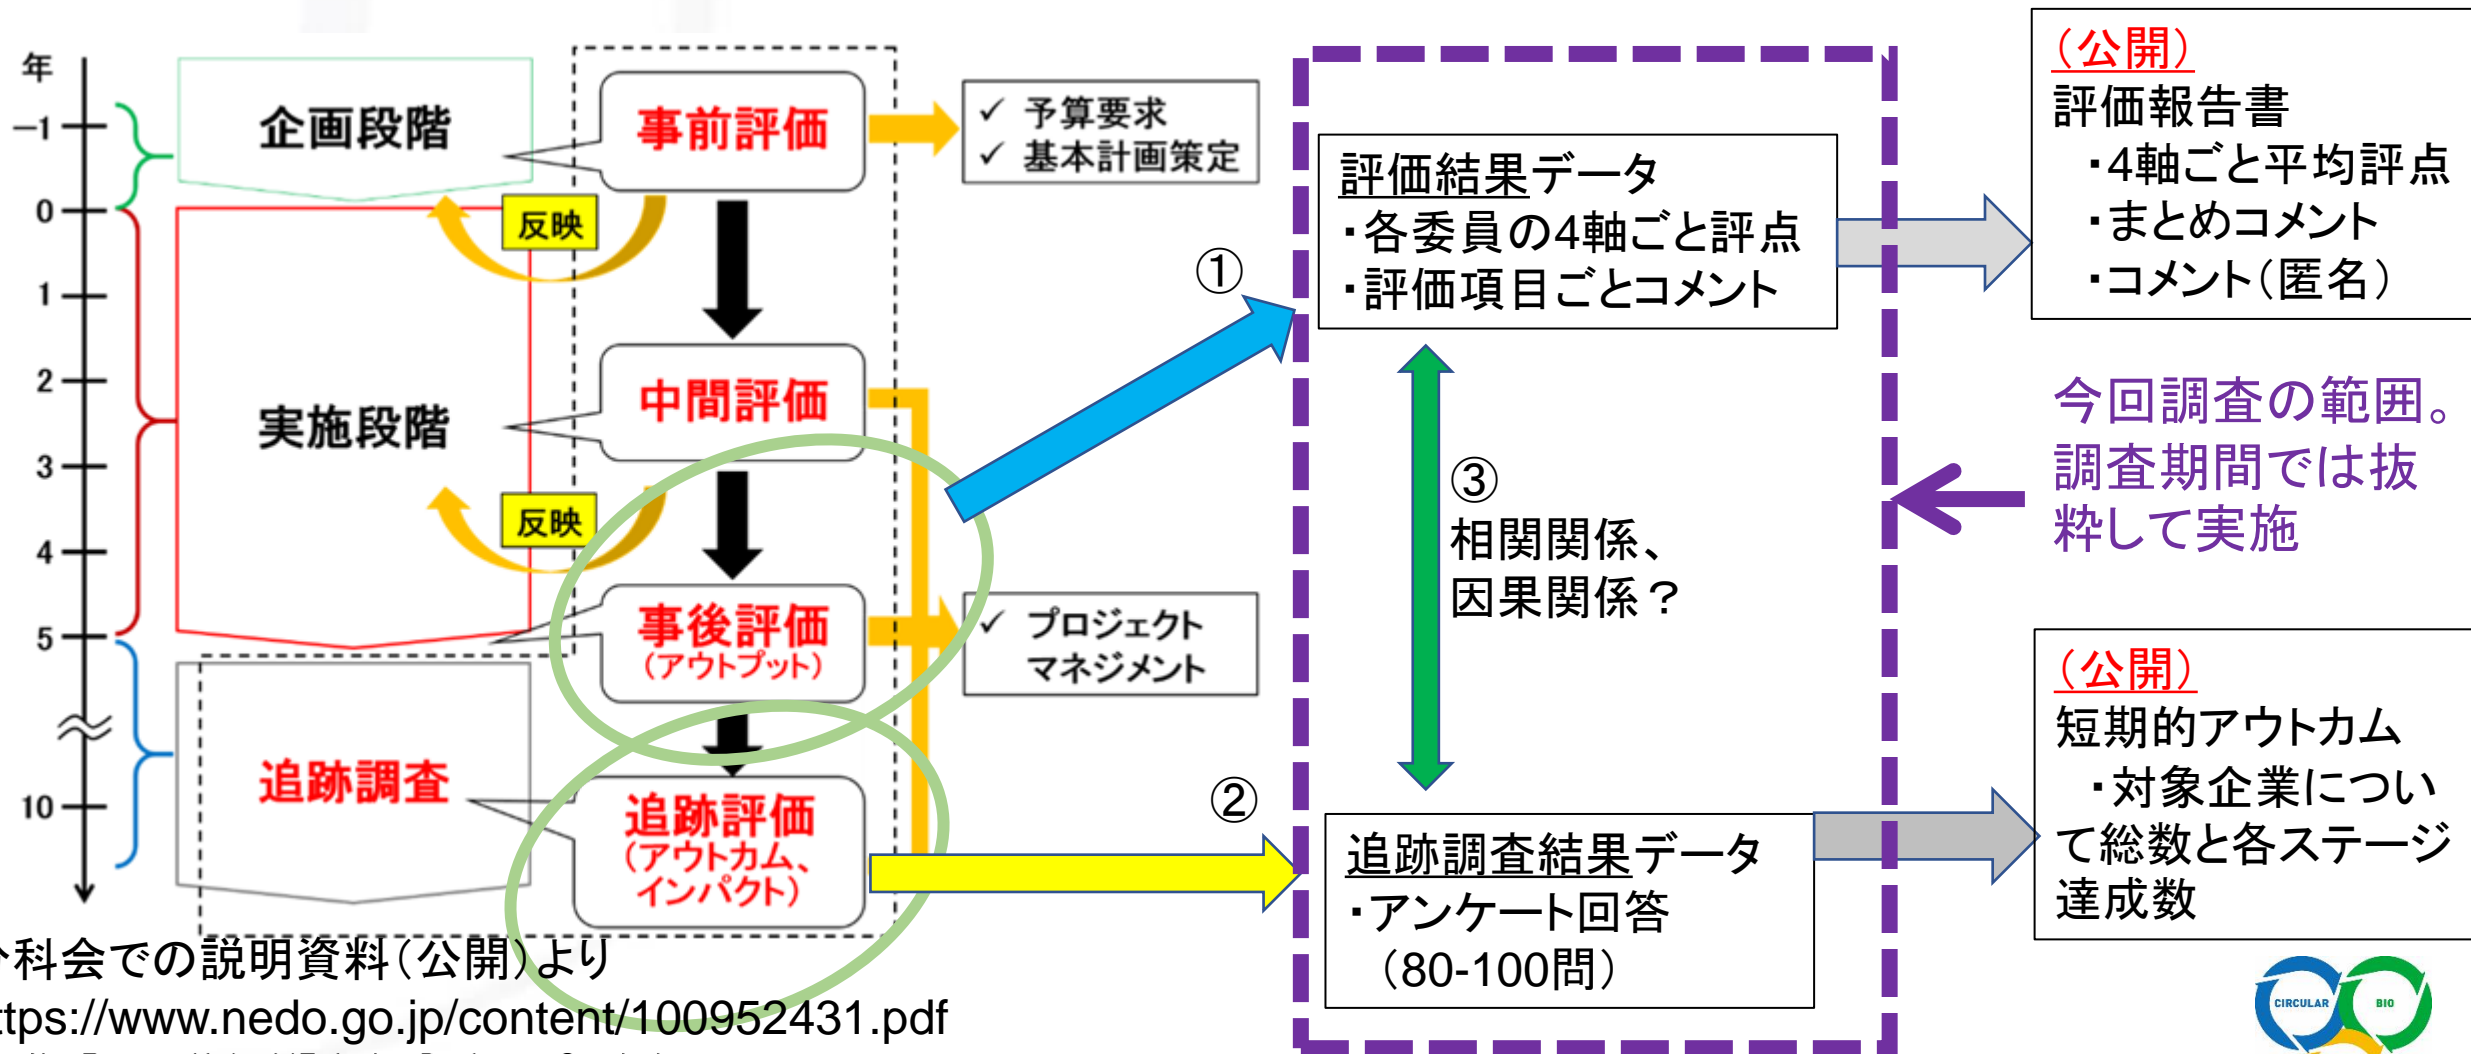 年
-1
0
1
2
3
4
5
10
企画段階
事前評価
✓ 予算要求
✓ 基本計画策定
反映
実施段階
中間評価
反映
事後評価
(アウトプット)
✓ プロジェクト
マネジメント
追跡調査
追跡評価
(アウトカム、
インパクト)
科会での説明資料(公開)より
ttps://www.nedo.go.jp/content/100952431.pdf
①
②
評価結果データ
・各委員の4軸ごと評点
・評価項目ごとコメント
③
相関関係、
因果関係?
追跡調査結果データ
・アンケート回答
(80-100問)
(公開)
評価報告書
・4軸ごと平均評点
・まとめコメント
・コメント(匿名)
今回調査の範囲。
調査期間では抜
粋して実施
(公開)
短期的アウトカム
・対象企業につい
て総数と各ステージ
達成数
CIRCULAR
BIO